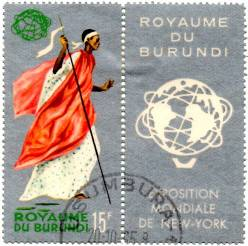 ROYAUME
DU BURUNDI
15F
ROYAUME
DU
BURUNDI
EXPOSITION
MONDIALE
DE NEW-YORK